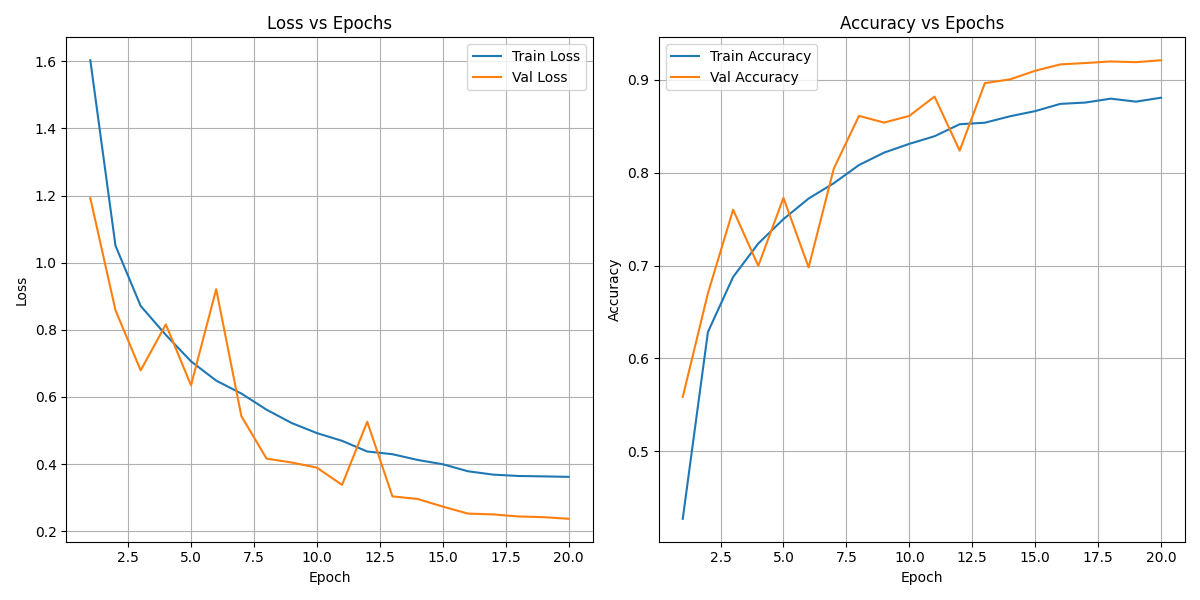 Loss vs Epochs
Train Loss
Val Loss
1.6
1.4
1.2
1.0
0.8
0.6
0.4
0.2
Loss
2.5 5.0 7.5 10.0 12.5 15.0 17.5 20.0
Epoch
Accuracy vs Epochs
Train Accuracy
Val Accuracy
0.9
0.8
0.7
0.6
0.5
Accuracy
2.5 5.0 7.5 10.0 12.5 15.0 17.5 20.0
Epoch